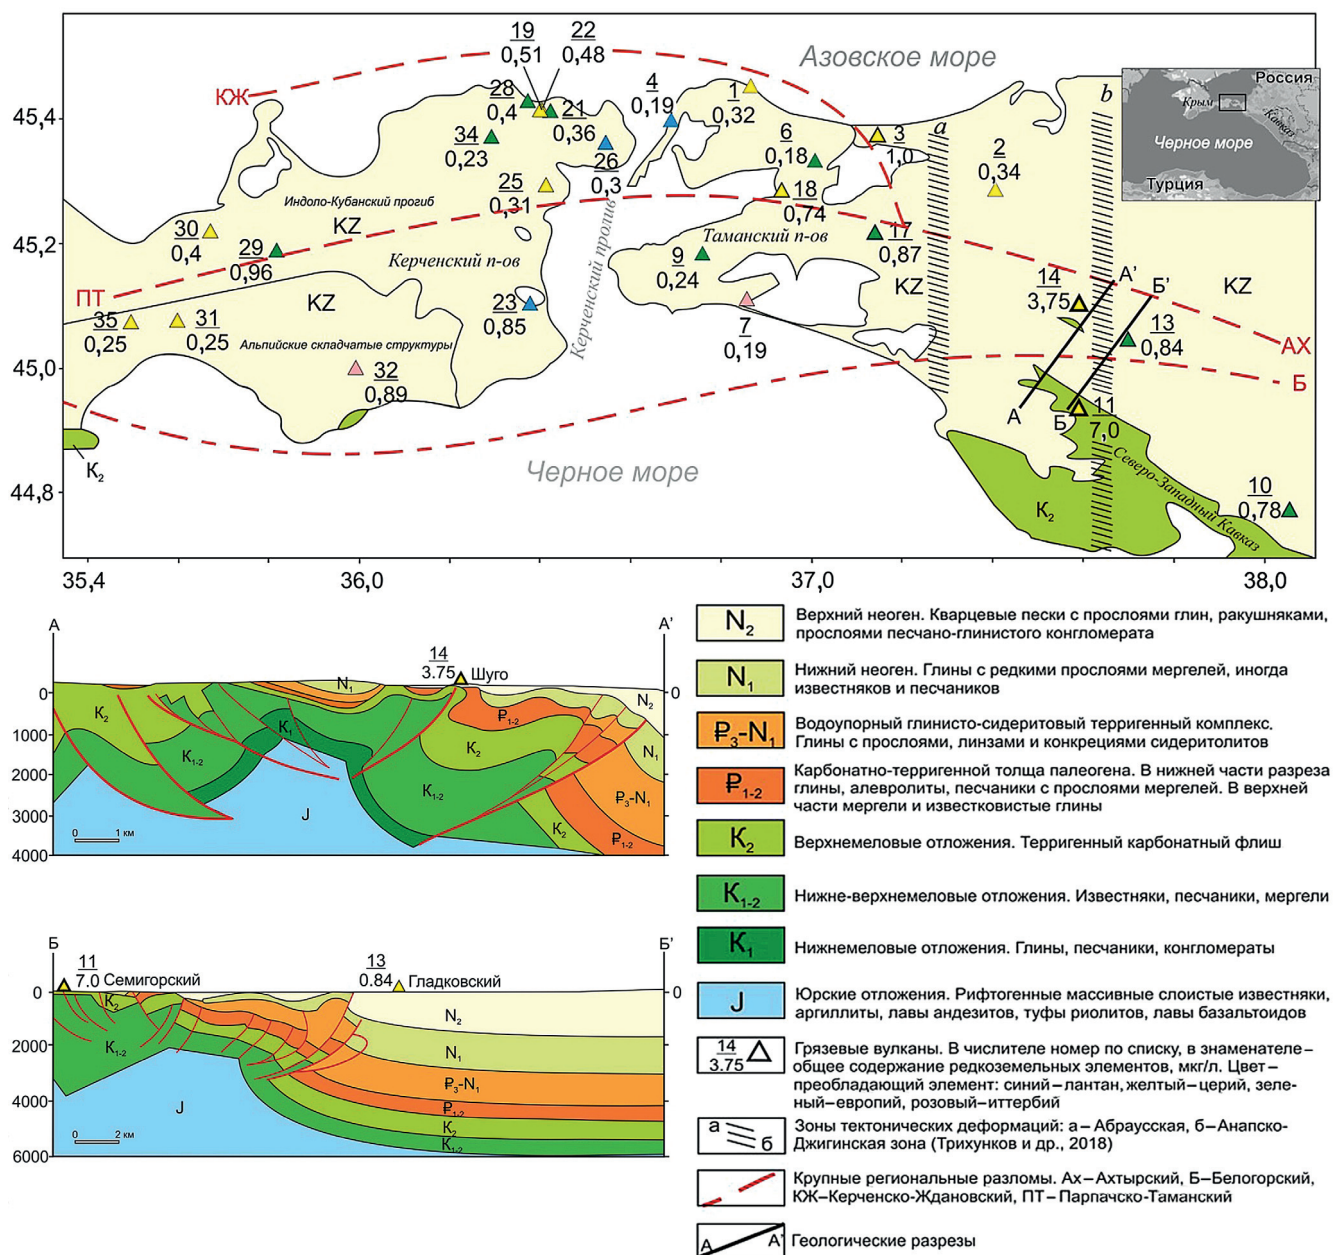 Азовское море
19
0,51
22
0,48
КЖ
28
0,4
21
0,36
4
0,19
1
0,32
34
0,23
26
0,3
6
0,18
3
1,0
a
2
0,34
b
25
0,31
18
0,74
Индоло-Кубанский прогиб
KZ
30
0,4
29
0,96
Керченский п-ов
Керченский пролив
Таманский п-ов
17
0,87
9
0,24
KZ
14
3,75
А'
Б'
KZ
ПТ
KZ
23
0,85
7
0,19
13
0,84
АХ
35
0,25
31
0,25
Альпийские складчатые структуры
32
0,89
Б
А
Б
11
7,0
K2
Черное море
Северо-Западный Кавказ
K2
10
0,78
45,4
45,2
45,0
44,8
35,4
36,0
37,0
38,0
Россия
Крым
Кавказ
Черное море
Турция
А
А'
14
3.75
Шуго
0
1000
2000
3000
4000
0
K2
K1-2
K1
N1
J
K1-2
K2
₽1-2
N2
N1
₽3-N1
K2
₽1-2
0 1 км
Б
Б'
11
7.0
Семигорский
13
0.84
Гладковский
0
2000
4000
6000
0
K2
K1-2
J
N2
N1
₽3-N1
₽1-2
K2
K1-2
0 2 км
N2
Верхний неоген. Кварцевые пески с прослоями глин, ракушняками,
прослоями песчано-глинистого конгломерата
N1
Нижний неоген. Глины с редкими прослоями мергелей, иногда
известняков и песчаников
₽3-N1
Водоупорный глинисто-сидеритовый терригенный комплекс.
Глины с прослоями, линзами и конкрециями сидеритолитов
₽1-2
Карбонатно-терригенной толща палеогена. В нижней части разреза
глины, алевролиты, песчаники с прослоями мергелей. В верхней
части мергели и известковистые глины
K2
Верхнемеловые отложения. Терригенный карбонатный флиш
K1-2
Нижне-верхнемеловые отложения. Известняки, песчаники, мергели
K1
Нижнемеловые отложения. Глины, песчаники, конгломераты
J
Юрские отложения. Рифтогенные массивные слоистые известняки,
аргиллиты, лавы андезитов, туфы риолитов, лавы базальтоидов
14
3.75
Грязевые вулканы. В числителе номер по списку, в знаменателе–
общее содержание редкоземельных элементов, мкг/л. Цвет–
преобладающий элемент: синий–лантан, желтый–церий, зеле-
ный–европий, розовый–иттербий
а
б
Зоны тектонических деформаций: а–Абраусская, б–Анапско-
Джигинская зона (Трихунков и др., 2018)
Крупные региональные разломы. Ах–Ахтырский, Б–Белогорский,
КЖ–Керченско-Ждановский, ПТ–Парпачско-Таманский
А А'
Геологические разрезы